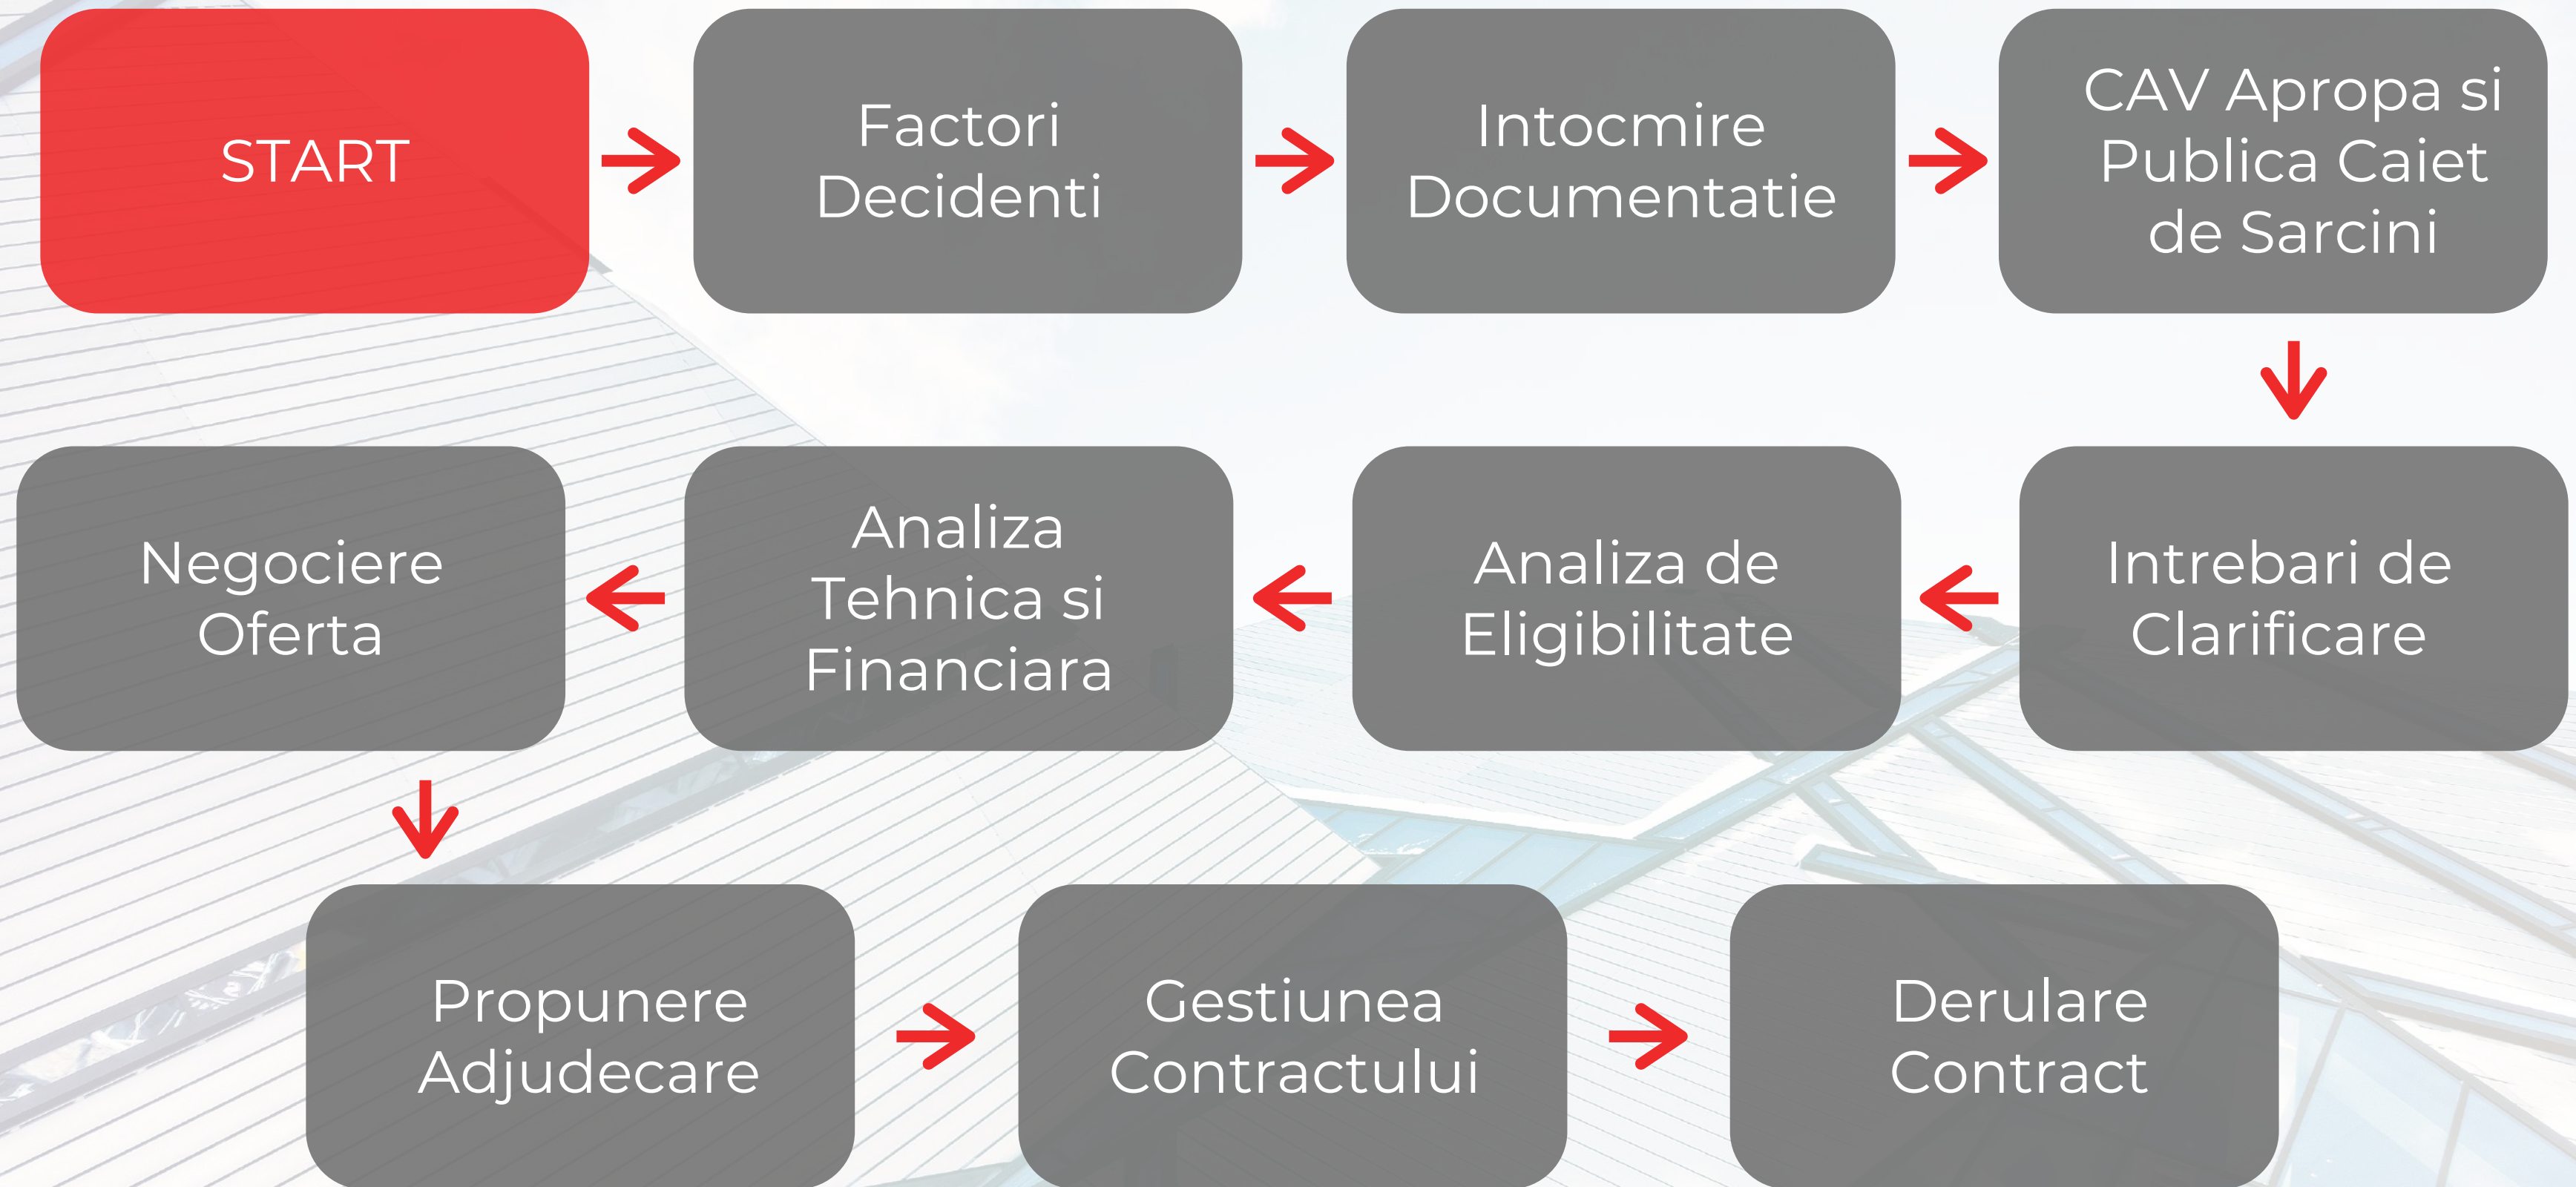 START
Factori
Decidenti
Intocmire
Documentatie
CAV Apropa si
Publica Caiet
de Sarcini
Intrebari de
Clarificare
Analiza de
Eligibilitate
Analiza
Tehnica si
Financiara
Negociere
Oferta
Propunere
Adjudecare
Gestiunea
Contractului
Derulare
Contract